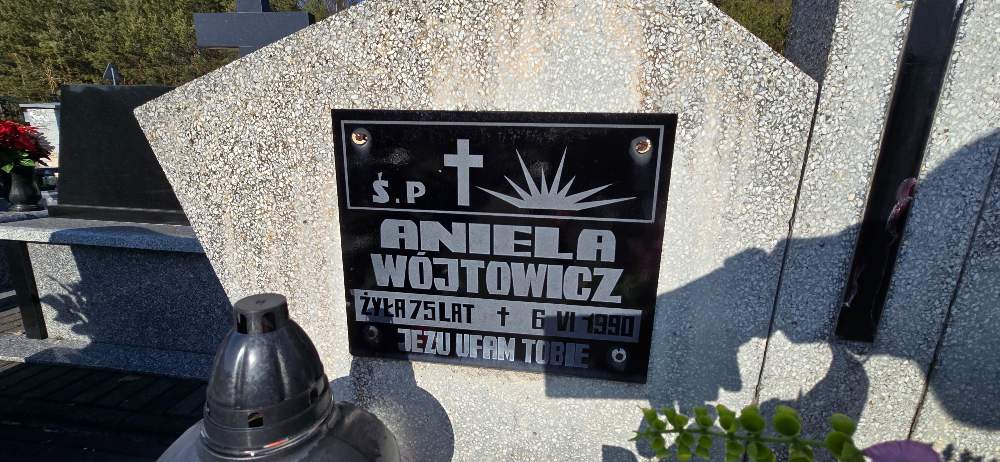 Ś.P
ANIELA
WÓJTOWICZ
ŻYŁA 75 LAT † 6 VI 1990
JEZU UFAM TOBIE